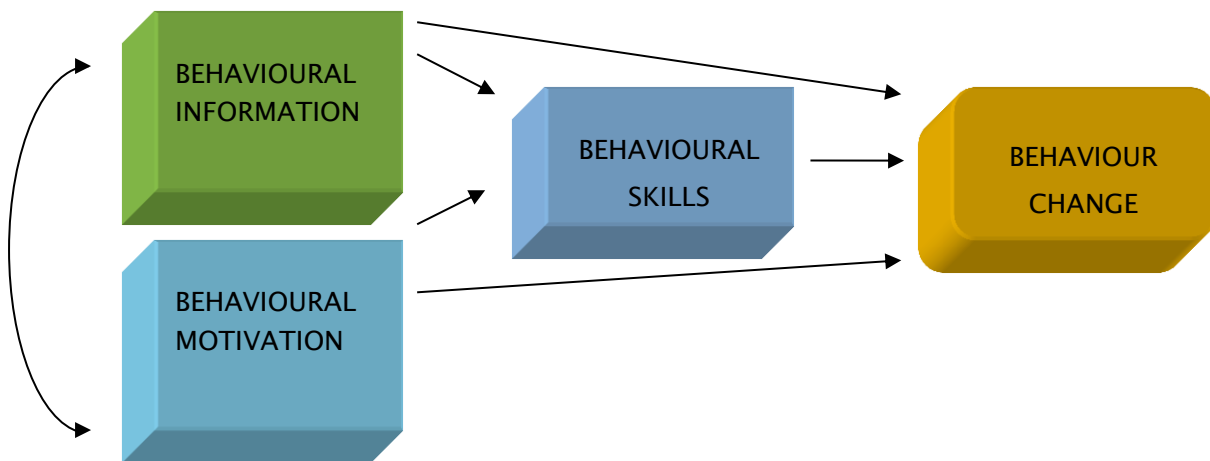 BEHAVIOURAL
INFORMATION
BEHAVIOURAL
SKILLS
BEHAVIOUR
CHANGE
BEHAVIOURAL
MOTIVATION